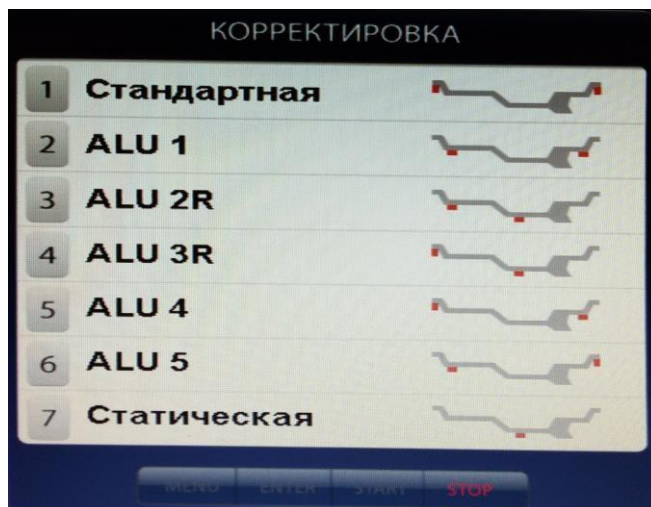 КОРРЕКТИРОВКА
1 Стандартная
2 ALU 1
3 ALU 2R
4 ALU 3R
5 ALU 4
6 ALU 5
7 Статическая
MENU ENTER START STOP